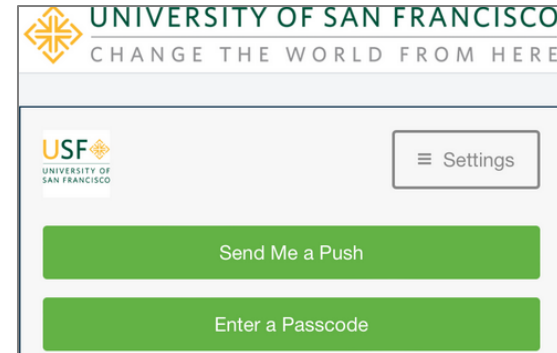 UNIVERSITY OF SAN FRANCISCO
CHANGE THE WORLD FROM HERE
USF
UNIVERSITY OF
SAN FRANCISCO
Settings
Send Me a Push
Enter a Passcode